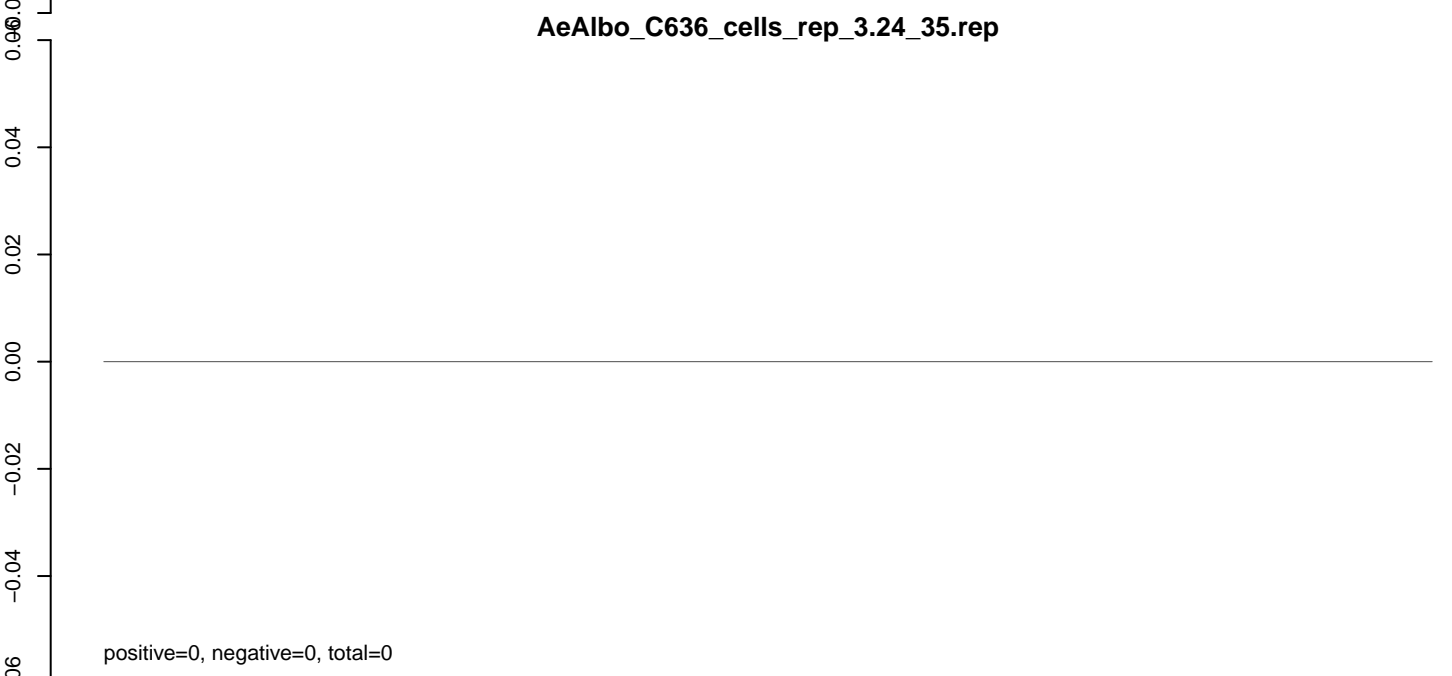 AeAlbo_C636_cells_rep_3.24_35.rep
0.04
0.02
0.00
−0.02
−0.04
positive=0, negative=0, total=0